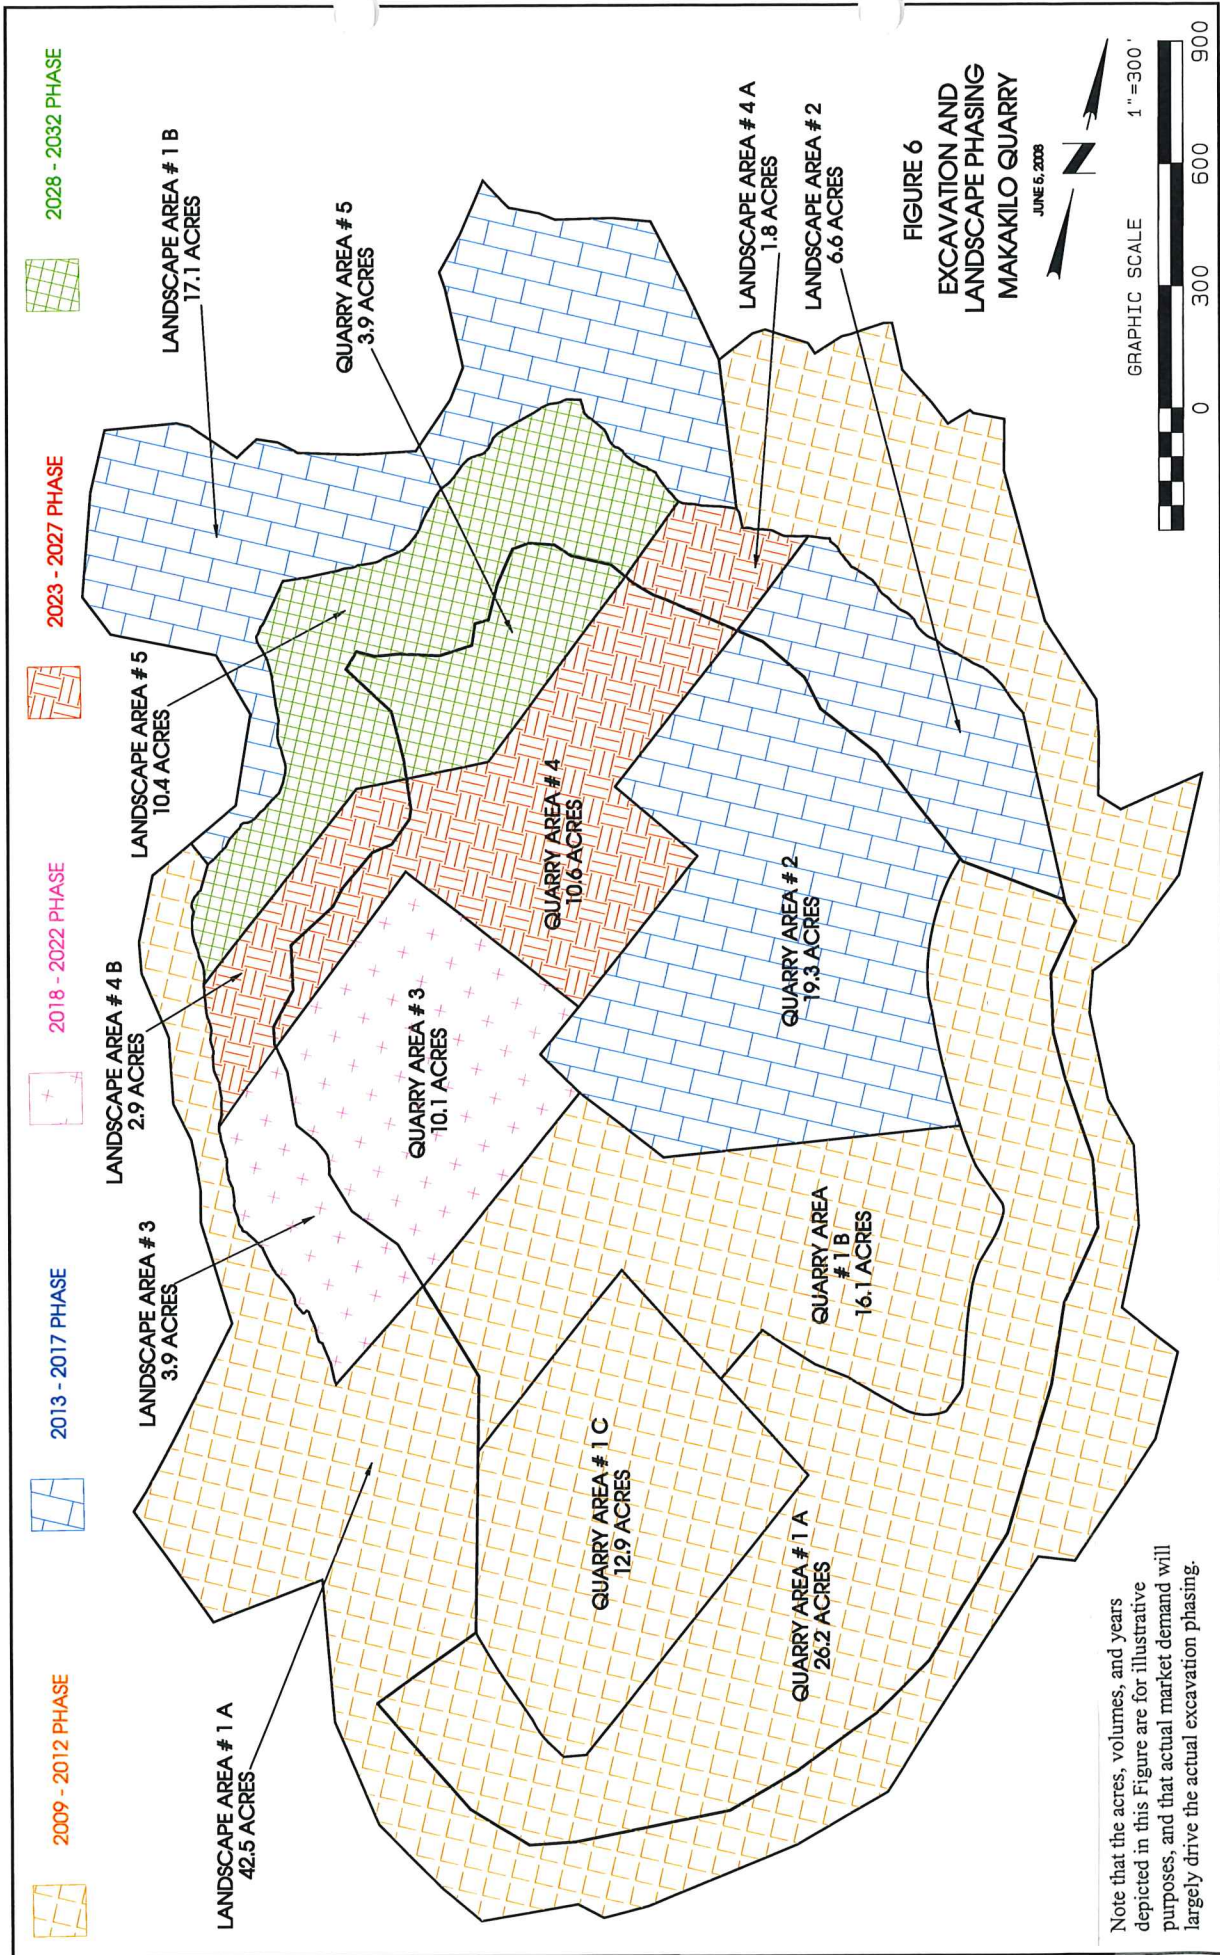 2009 - 2012 PHASE
2013 - 2017 PHASE
2018 - 2022 PHASE
2023 - 2027 PHASE
2028 - 2032 PHASE
LANDSCAPE AREA # 1 A
42.5 ACRES
LANDSCAPE AREA # 3
3.9 ACRES
LANDSCAPE AREA # 4 B
2.9 ACRES
LANDSCAPE AREA # 5
10.4 ACRES
LANDSCAPE AREA # 1 B
17.1 ACRES
QUARRY AREA # 5
3.9 ACRES
QUARRY AREA # 3
10.1 ACRES
QUARRY AREA # 4
10.6 ACRES
QUARRY AREA # 1 C
12.9 ACRES
QUARRY AREA # 2
19.3 ACRES
QUARRY AREA
# 1 B
16.1 ACRES
QUARRY AREA # 1 A
26.2 ACRES
LANDSCAPE AREA # 4 A
1.8 ACRES
LANDSCAPE AREA # 2
6.6 ACRES
FIGURE 6
EXCAVATION AND
LANDSCAPE PHASING
MAKAKILO QUARRY
JUNE 5, 2008
N
GRAPHIC SCALE 1"=300'
0 300 600 900
Note that the acres, volumes, and years
depicted in this Figure are for illustrative
purposes, and that actual market demand will
largely drive the actual excavation phasing.